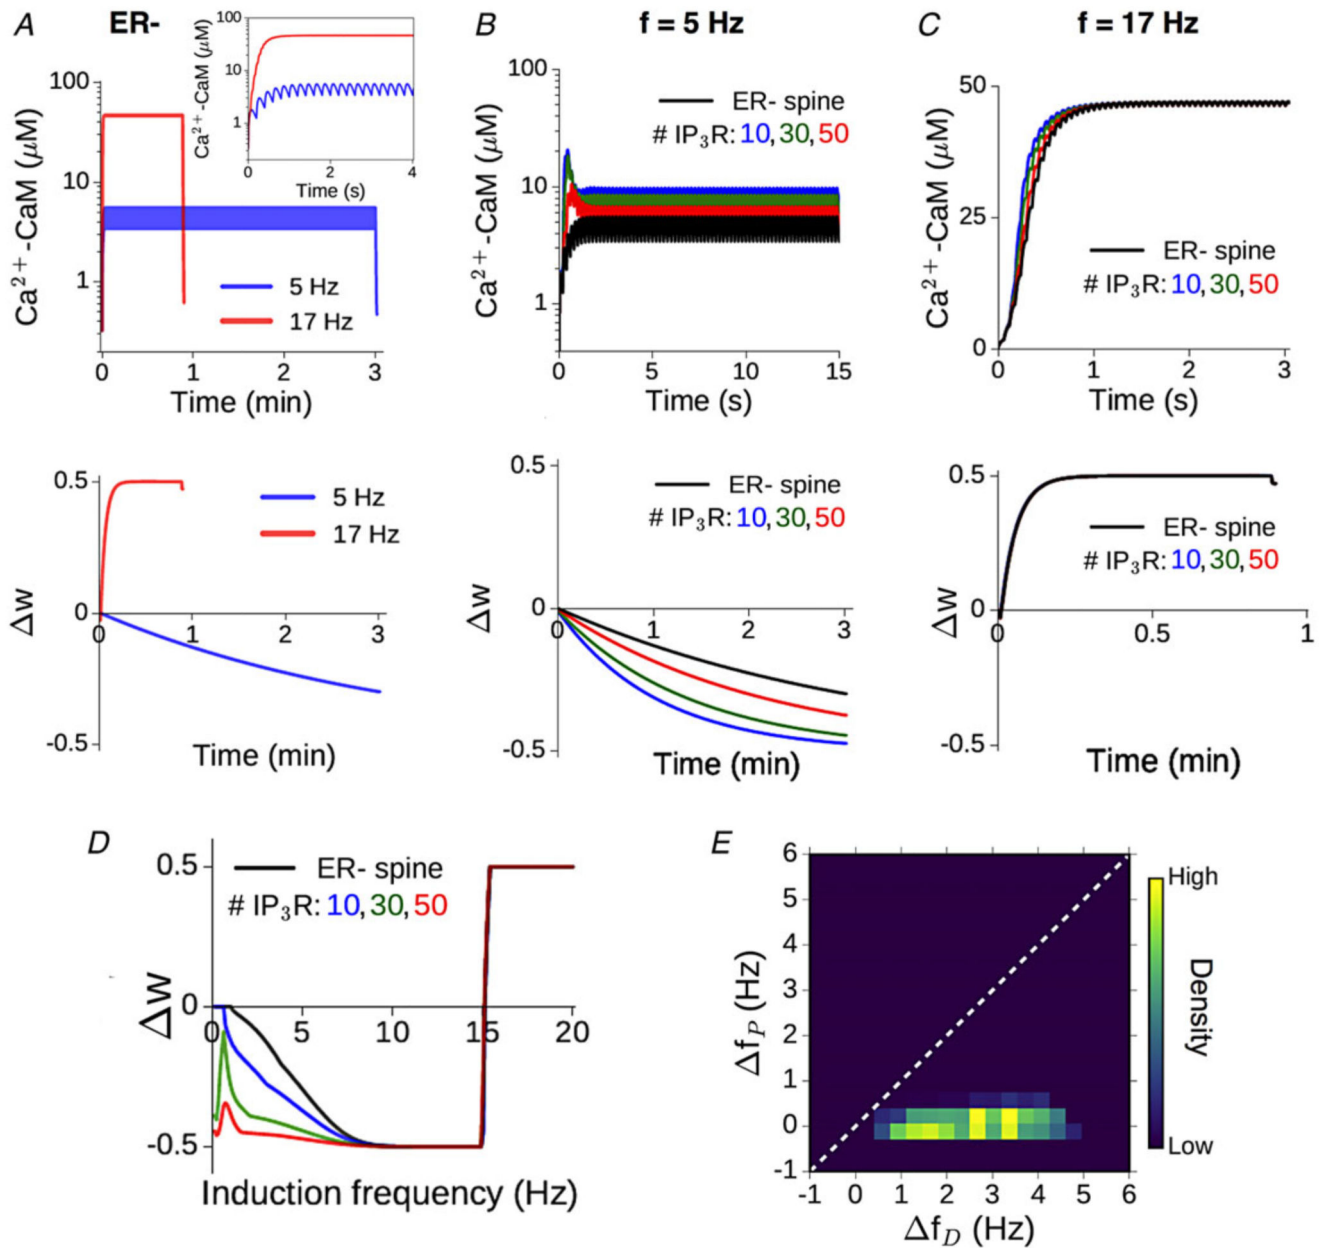 A
ER-
B
f = 5 Hz
C
f = 17 Hz
Ca²⁺-CaM (μM)
100
10
1
0
1
2
3
Time (min)
5 Hz
17 Hz
Ca²⁺-CaM (μM)
100
10
1
0
2
4
Time (s)
Ca²⁺-CaM (μM)
100
10
1
0
5
10
15
Time (s)
ER- spine
# IP₃R: 10, 30, 50
Ca²⁺-CaM (μM)
50
25
0
0
1
2
3
Time (s)
ER- spine
# IP₃R: 10, 30, 50
Δw
0.5
0
-0.5
0
1
2
3
Time (min)
5 Hz
17 Hz
Δw
0.5
0
-0.5
0
1
2
3
Time (min)
ER- spine
# IP₃R: 10, 30, 50
Δw
0.5
0
-0.5
0
0.5
1
Time (min)
ER- spine
# IP₃R: 10, 30, 50
D
Δw
0.5
0
-0.5
0
5
10
15
20
Induction frequency (Hz)
ER- spine
# IP₃R: 10, 30, 50
E
Δf_P (Hz)
6
5
4
3
2
1
0
-1
-1
0
1
2
3
4
5
6
Δf_D (Hz)
High
Density
Low